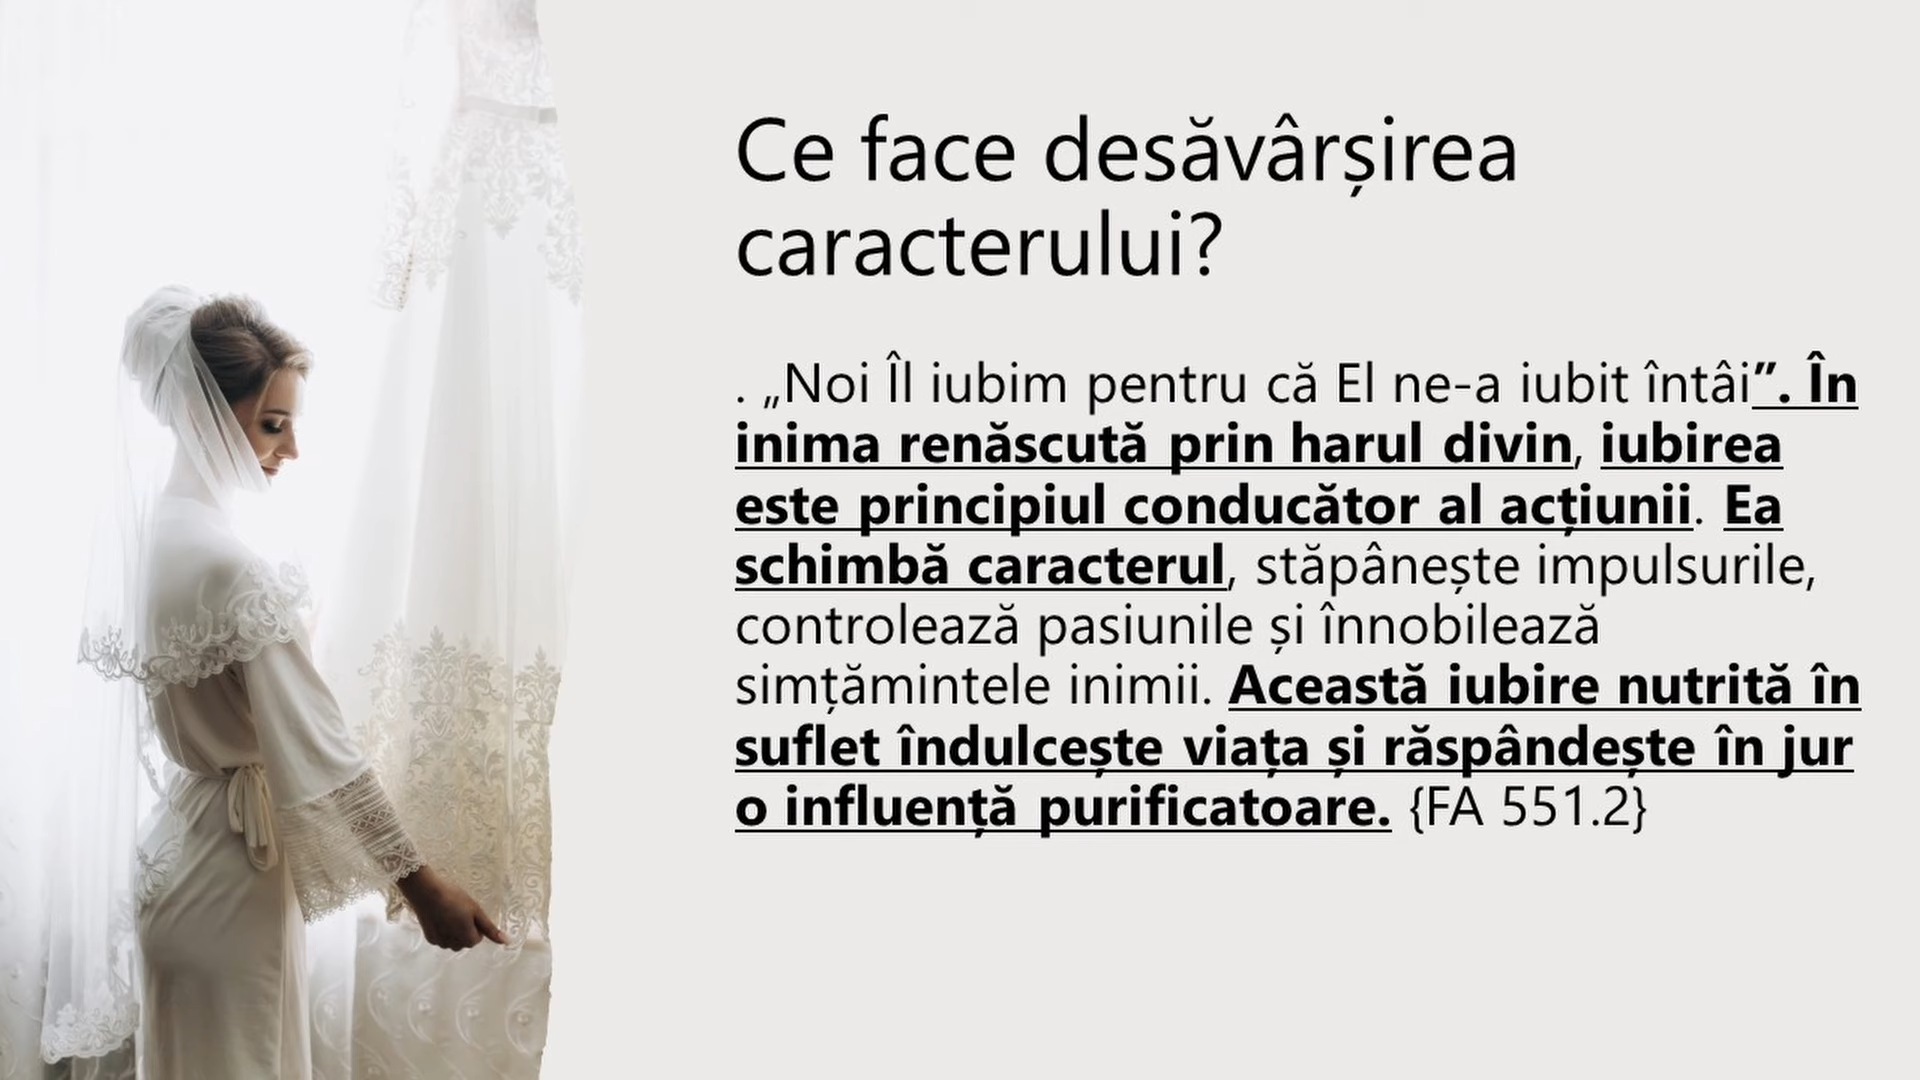 Ce face desăvârșirea
caracterului?
. „Noi Îl iubim pentru că El ne-a iubit întâi”. În
inima renăscută prin harul divin, iubirea
este principiul conducător al acțiunii. Ea
schimbă caracterul, stăpânește impulsurile,
controlează pasiunile și înnobilează
simțămintele inimii. Această iubire nutrită în
suflet îndulcește viața și răspândește în jur
o influență purificatoare. {FA 551.2}